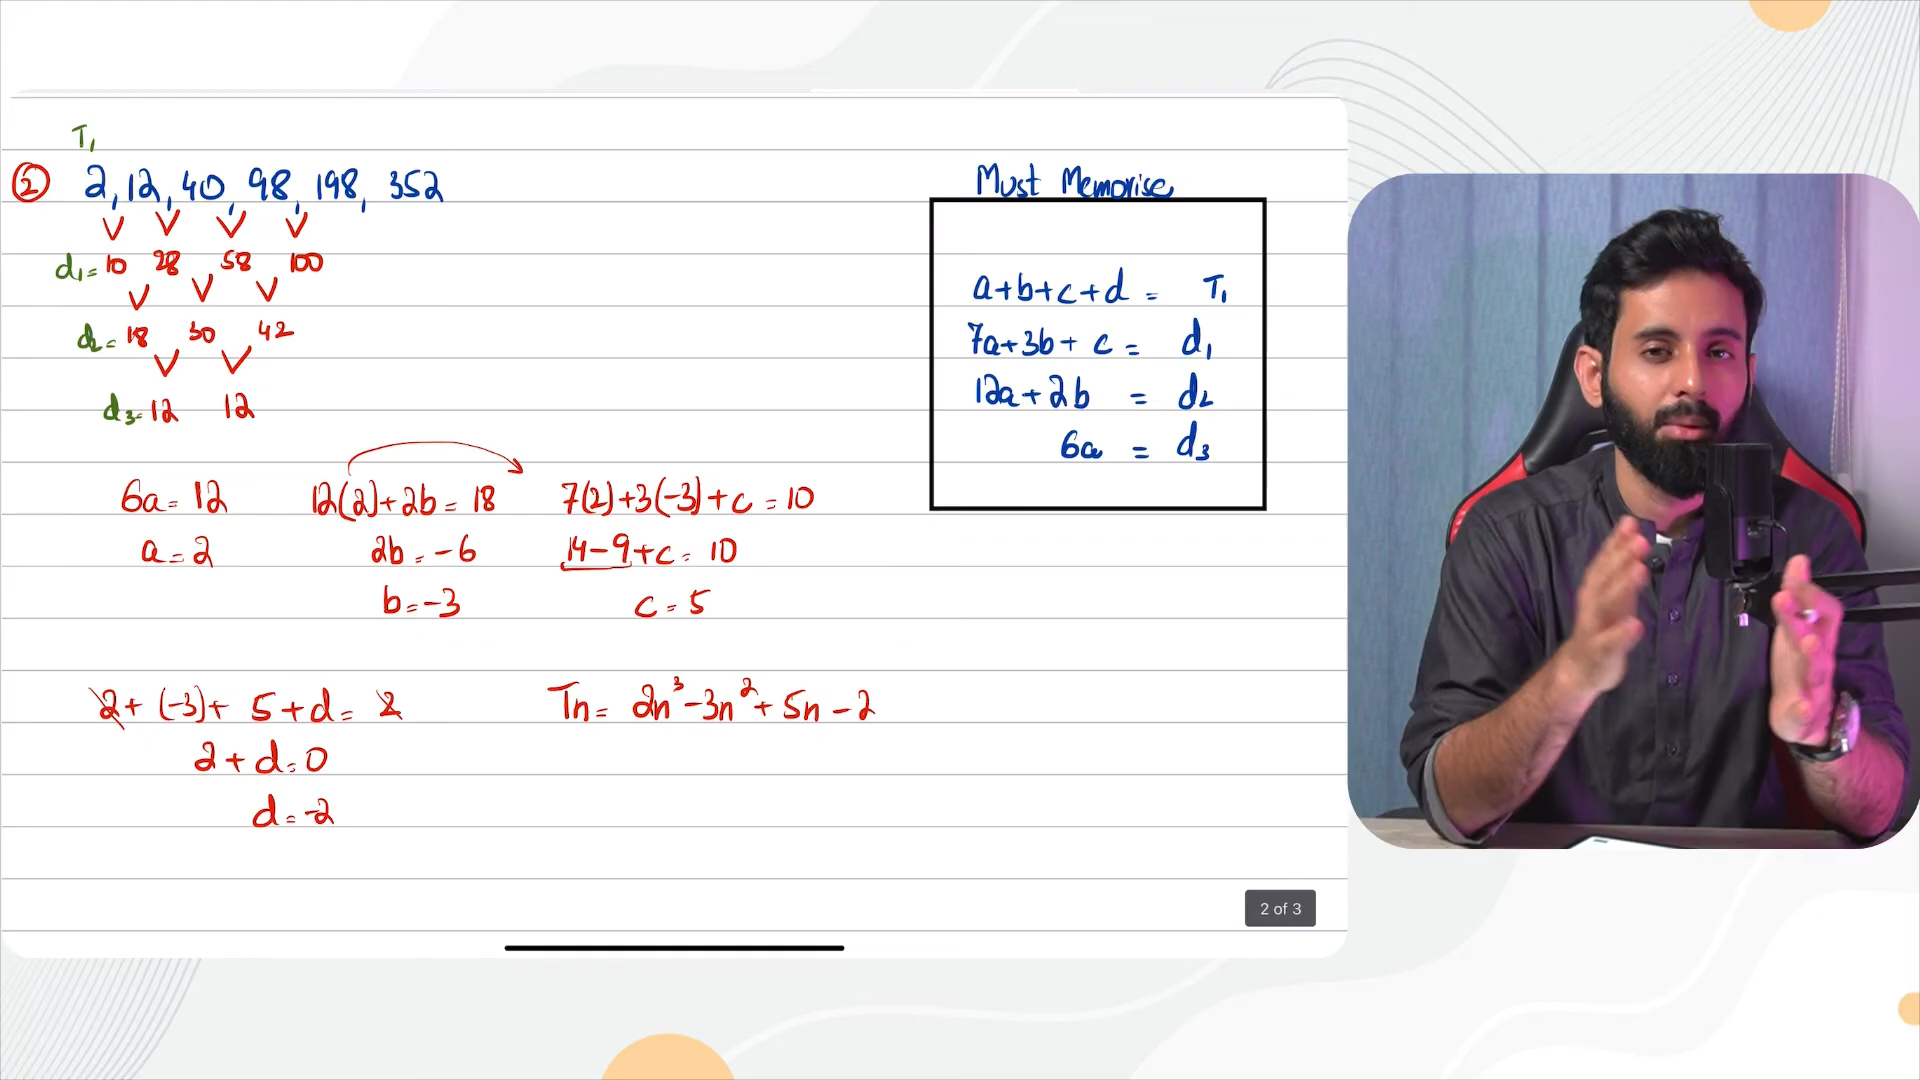 T₁
② 2, 12, 40, 98, 198, 352
d₁= 10 28 58 100
d₂= 18 30 42
d₃= 12 12
6a = 12 12(2)+2b = 18 7(2)+3(-3)+c = 10
a = 2 2b = -6 14-9+c = 10
b = -3 c = 5
2+(-3)+ 5+d = 2 Tn = 2n³-3n²+5n-2
2+d = 0
d = -2
Must Memorise
a+b+c+d = T₁
7a+3b+c = d₁
12a+2b = d₂
6a = d₃
2 of 3